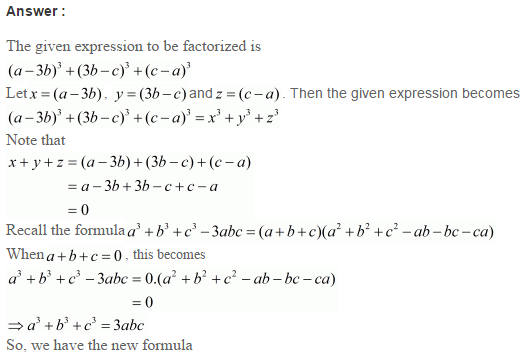 Answer :
The given expression to be factorized is
(a−3b)³ + (3b−c)³ + (c−a)³
Let x = (a−3b), y = (3b−c) and z = (c−a). Then the given expression becomes
(a−3b)³ + (3b−c)³ + (c−a)³ = x³ + y³ + z³
Note that
x + y + z = (a−3b) + (3b−c) + (c−a)
= a−3b+3b−c+c−a
= 0
Recall the formula a³ + b³ + c³ − 3abc = (a+b+c)(a² + b² + c² − ab − bc − ca)
When a+b+c = 0, this becomes
a³ + b³ + c³ − 3abc = 0.(a² + b² + c² − ab − bc − ca)
= 0
⇒ a³ + b³ + c³ = 3abc
So, we have the new formula